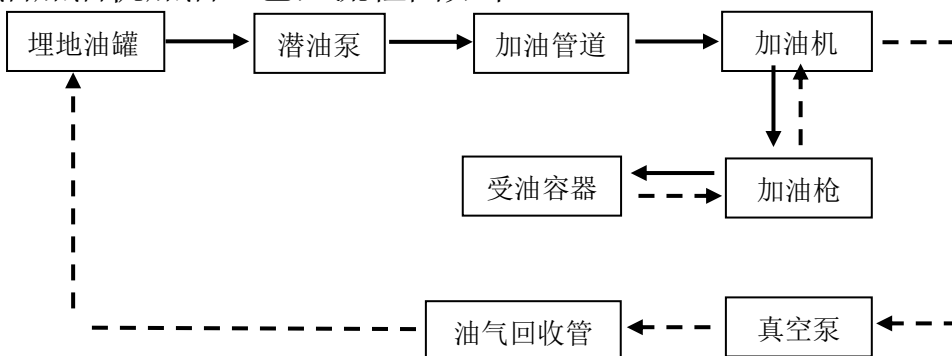 埋地油罐
潜油泵
加油管道
加油机
受油容器
加油枪
油气回收管
真空泵